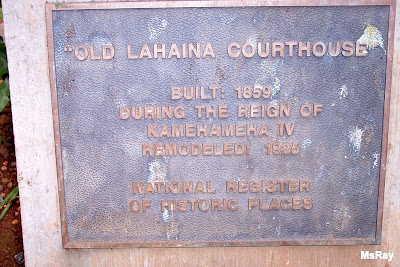 "OLD LAHAINA COURTHOUSE"
BUILT: 1859
DURING THE REIGN OF
KAMEHAMEHA IV
REMODELED: 1925
NATIONAL REGISTER
OF HISTORIC PLACES
MsRay